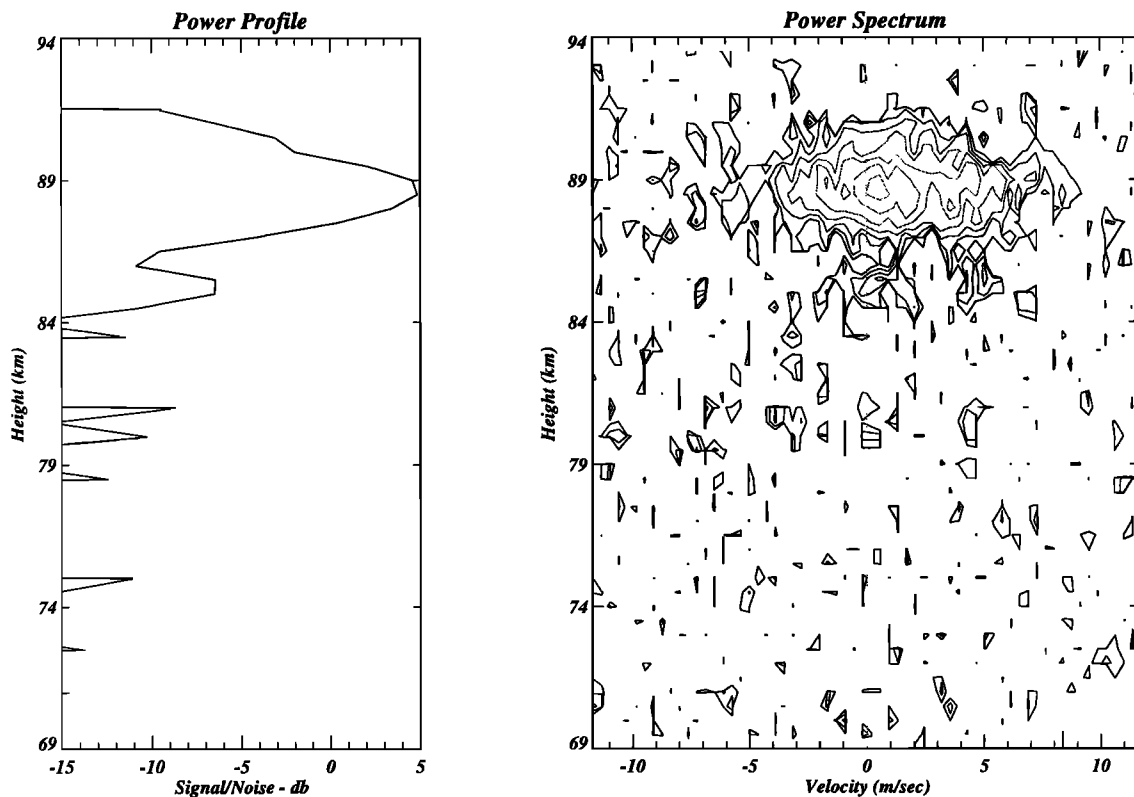 Power Profile
94
89
84
79
74
69
Height (km)
-15 -10 -5 0 5
Signal/Noise - db
Power Spectrum
94
89
84
79
74
69
Height (km)
-10 -5 0 5 10
Velocity (m/sec)